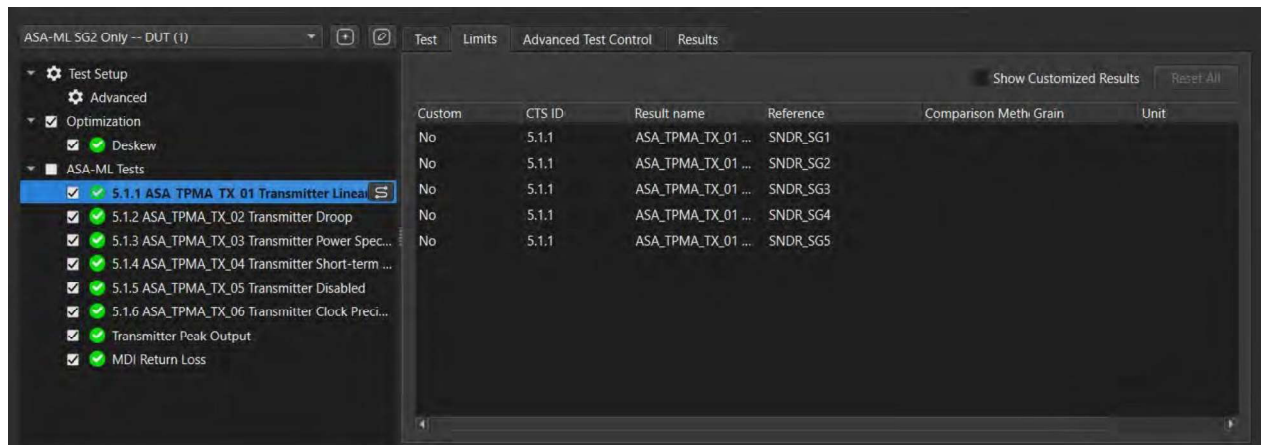 ASA-ML SG2 Only -- DUT (1)
Test Limits Advanced Test Control Results
Test Setup
Advanced
Optimization
Deskew
ASA-ML Tests
5.1.1 ASA_TPMA_TX_01 Transmitter Linea
5.1.2 ASA_TPMA_TX_02 Transmitter Droop
5.1.3 ASA_TPMA_TX_03 Transmitter Power Spec...
5.1.4 ASA_TPMA_TX_04 Transmitter Short-term ...
5.1.5 ASA_TPMA_TX_05 Transmitter Disabled
5.1.6 ASA_TPMA_TX_06 Transmitter Clock Preci...
Transmitter Peak Output
MDI Return Loss
Show Customized Results Reset All
Custom CTS ID Result name Reference Comparison Meth Grain Unit
No 5.1.1 ASA_TPMA_TX_01 ... SNDR_SG1
No 5.1.1 ASA_TPMA_TX_01 ... SNDR_SG2
No 5.1.1 ASA_TPMA_TX_01 ... SNDR_SG3
No 5.1.1 ASA_TPMA_TX_01 ... SNDR_SG4
No 5.1.1 ASA_TPMA_TX_01 ... SNDR_SG5